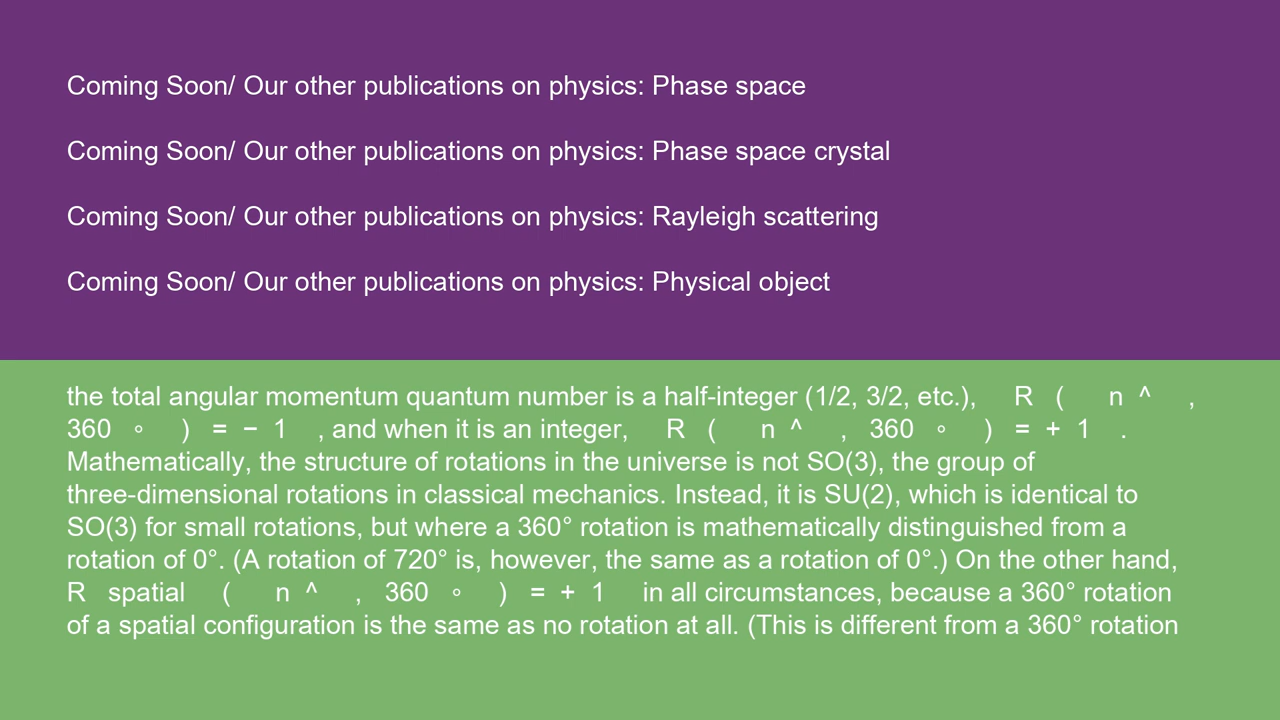 Coming Soon/ Our other publications on physics: Phase space
Coming Soon/ Our other publications on physics: Phase space crystal
Coming Soon/ Our other publications on physics: Rayleigh scattering
Coming Soon/ Our other publications on physics: Physical object
the total angular momentum quantum number is a half-integer (1/2, 3/2, etc.), R ( n ^ ,
360 ∘ ) = − 1 , and when it is an integer, R ( n ^ , 360 ∘ ) = + 1 .
Mathematically, the structure of rotations in the universe is not SO(3), the group of
three-dimensional rotations in classical mechanics. Instead, it is SU(2), which is identical to
SO(3) for small rotations, but where a 360° rotation is mathematically distinguished from a
rotation of 0°. (A rotation of 720° is, however, the same as a rotation of 0°.) On the other hand,
R spatial ( n ^ , 360 ∘ ) = + 1 in all circumstances, because a 360° rotation
of a spatial configuration is the same as no rotation at all. (This is different from a 360° rotation